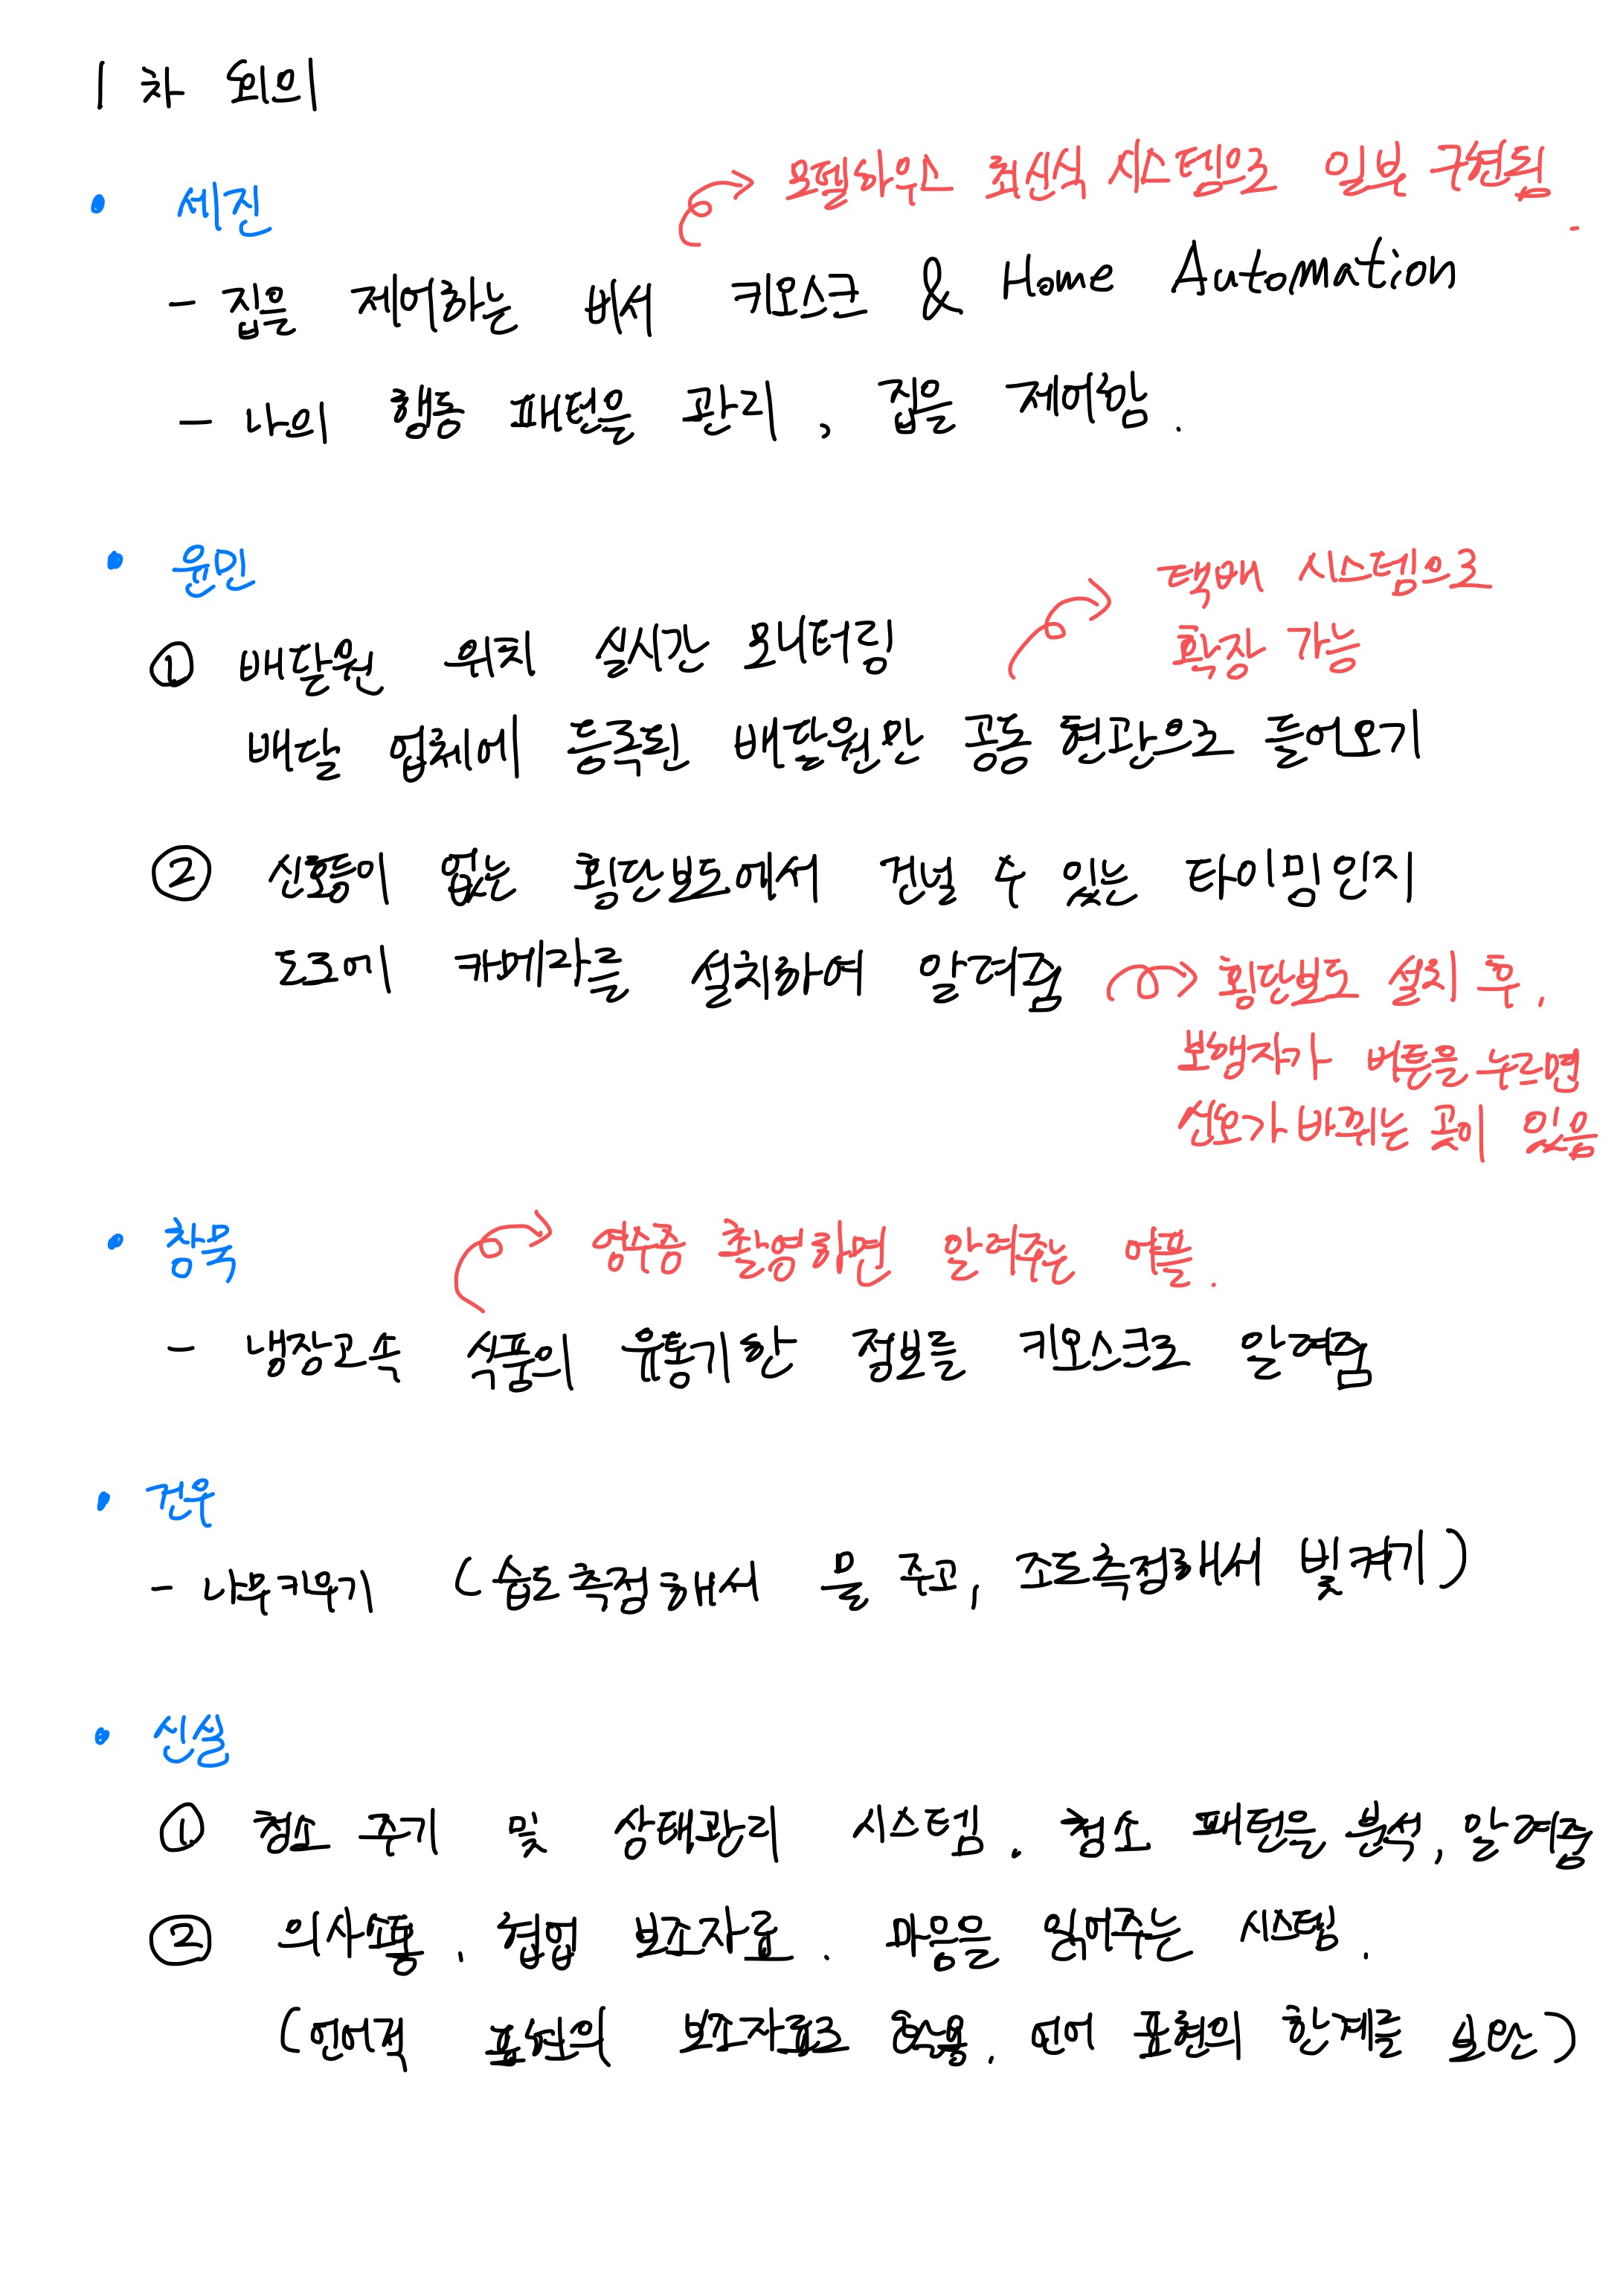 1차 회의
• 세진
→ 모델하우스 최신식 시스템으로 일부 구현됨.
- 집을 제어하는 비서 키오스크 & Home Automation
- 나의 행동 패턴을 관리, 집을 제어함.
• 윤민
→ 택배 시스템으로
확장 가능
① 배달원 위치 실시간 모니터링
배달 업체에 등록된 배달원만 공동 현관으로 들어오기
② 신호등이 없는 횡단보도에서 건널 수 있는 타이밍인지
도로에 카메라를 설치하여 알려줌
→ 횡단보도 설치 후,
보행자가 버튼을 누르면
신호가 바뀌는 곳이 있음
• 참욱
→ 영수증 촬영하면 알려주는 어플.
- 냉장고속 식품의 유통기한 정보를 키오스크로 알려줌
• 건우
- 나무키우기 (습도측정해서 물 주고, 조도측정해서 빛켜기)
• 신실
① 청소 주기 및 상태관리 시스템. 청소 패턴을 분석, 알려줌
② 의사소통, 협업 보조자료. 마음을 읽어주는 시스템.
(언어적 표현의 보조자료로 활용. 언어 표현의 한계를 보완)